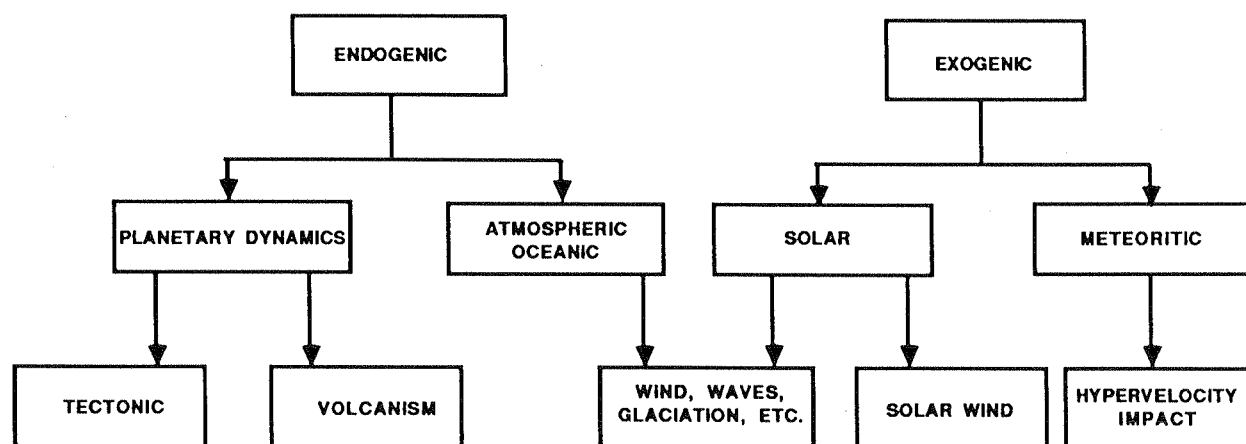 ENDOGENIC
EXOGENIC
PLANETARY DYNAMICS
ATMOSPHERIC
OCEANIC
SOLAR
METEORITIC
TECTONIC
VOLCANISM
WIND, WAVES,
GLACIATION, ETC.
SOLAR WIND
HYPERVELOCITY
IMPACT